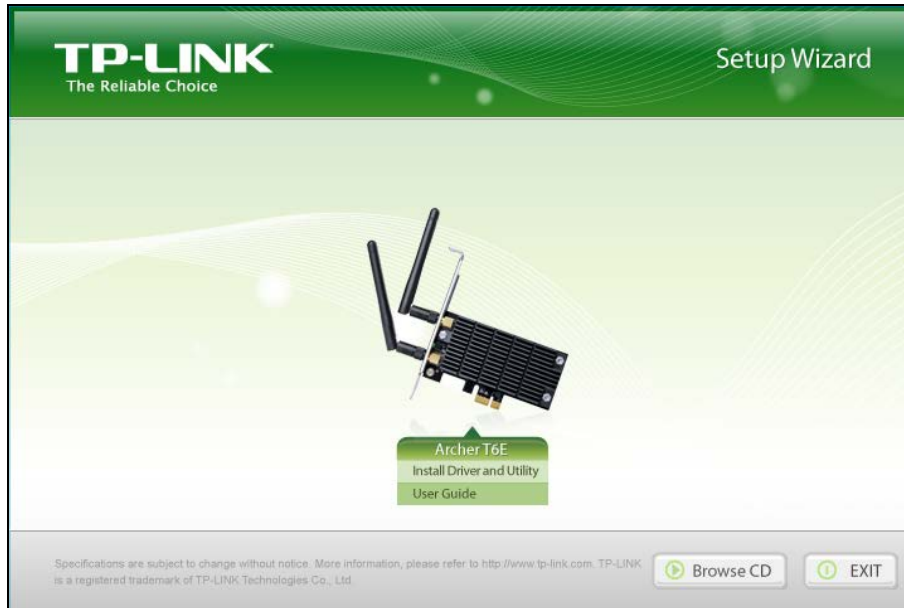 TP-LINK
The Reliable Choice
Setup Wizard
Archer T6E
Install Driver and Utility
User Guide
Specifications are subject to change without notice. More information, please refer to http://www.tp-link.com. TP-LINK
is a registered trademark of TP-LINK Technologies Co., Ltd.
Browse CD
EXIT